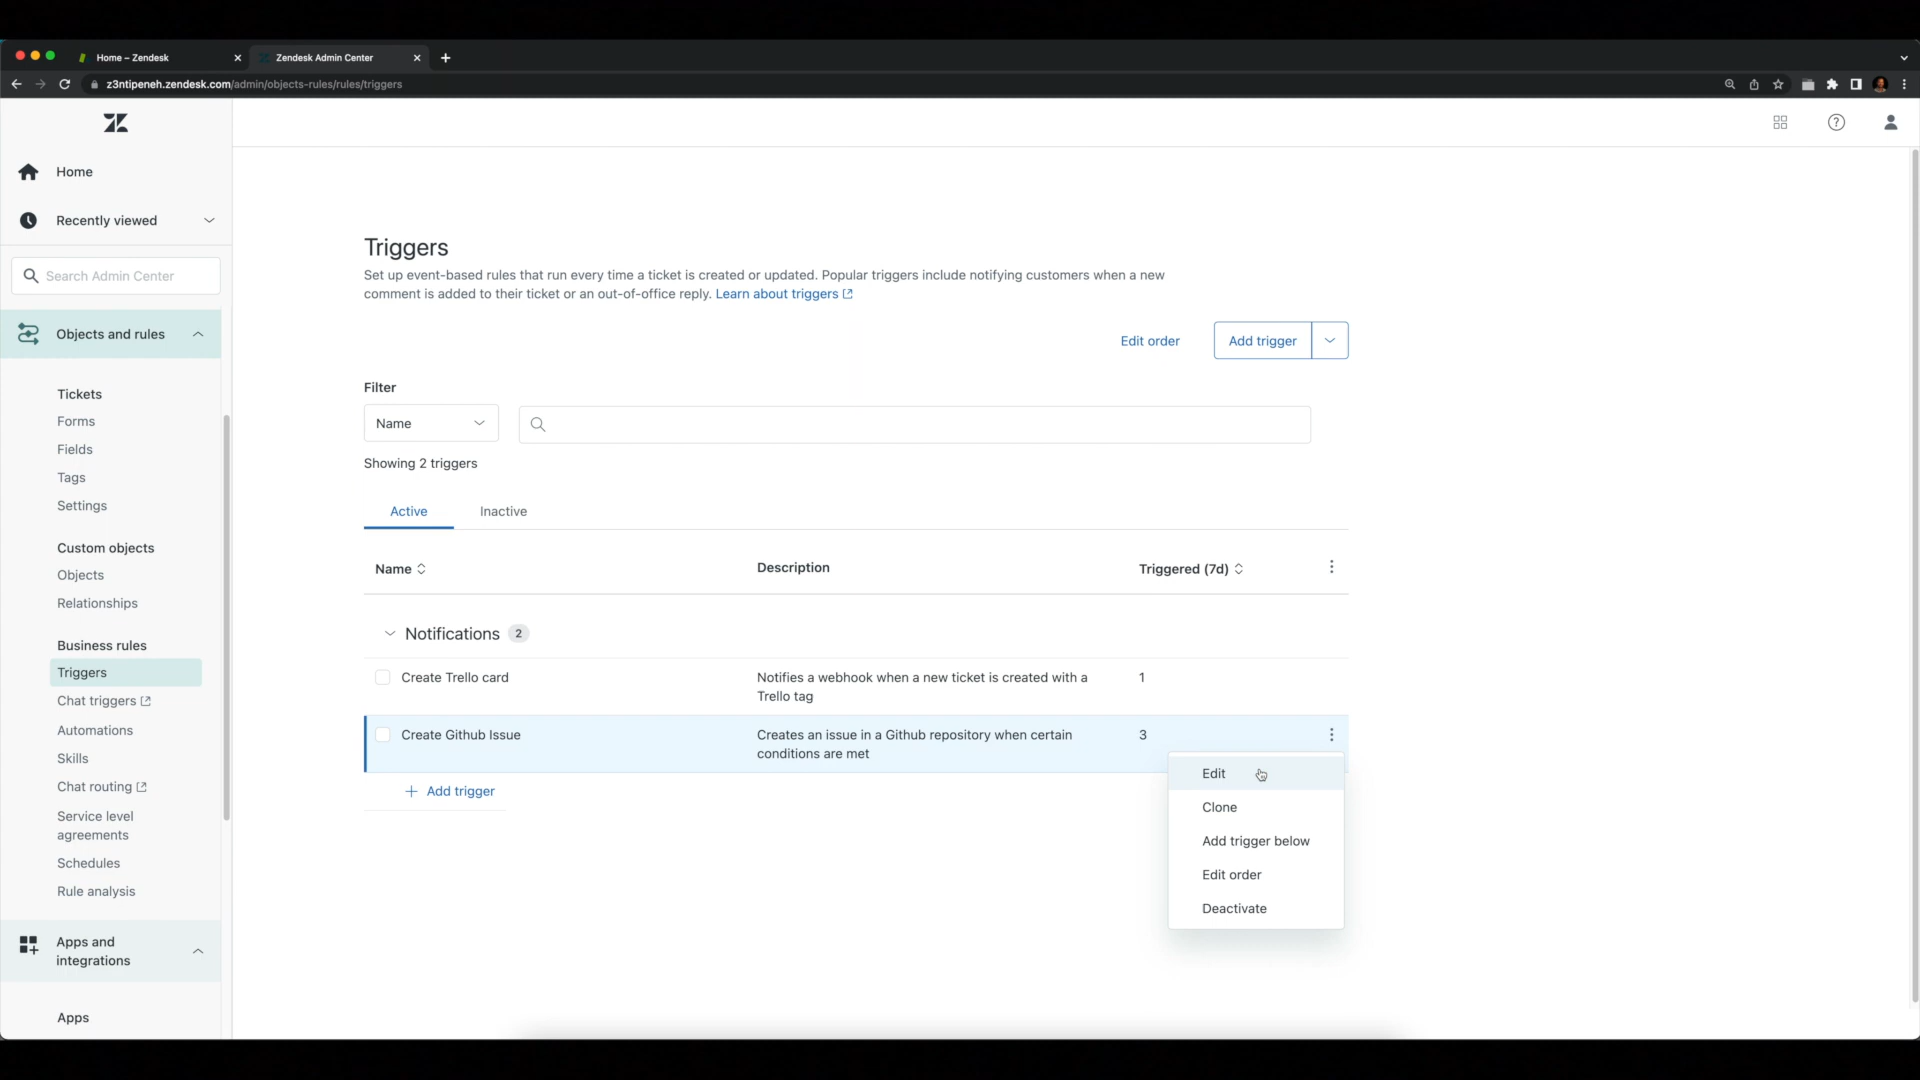 Home – Zendesk
Zendesk Admin Center
z3ntipeneh.zendesk.com/admin/objects-rules/rules/triggers
Home
Recently viewed
Search Admin Center
Objects and rules
Tickets
Forms
Fields
Tags
Settings
Custom objects
Objects
Relationships
Business rules
Triggers
Chat triggers
Automations
Skills
Chat routing
Service level
agreements
Schedules
Rule analysis
Apps and
integrations
Apps
Triggers
Set up event-based rules that run every time a ticket is created or updated. Popular triggers include notifying customers when a new
comment is added to their ticket or an out-of-office reply. Learn about triggers
Edit order
Add trigger
Filter
Name
Showing 2 triggers
Active
Inactive
Name
Description
Triggered (7d)
Notifications 2
Create Trello card
Notifies a webhook when a new ticket is created with a
Trello tag
1
Create Github Issue
Creates an issue in a Github repository when certain
conditions are met
3
Add trigger
Edit
Clone
Add trigger below
Edit order
Deactivate